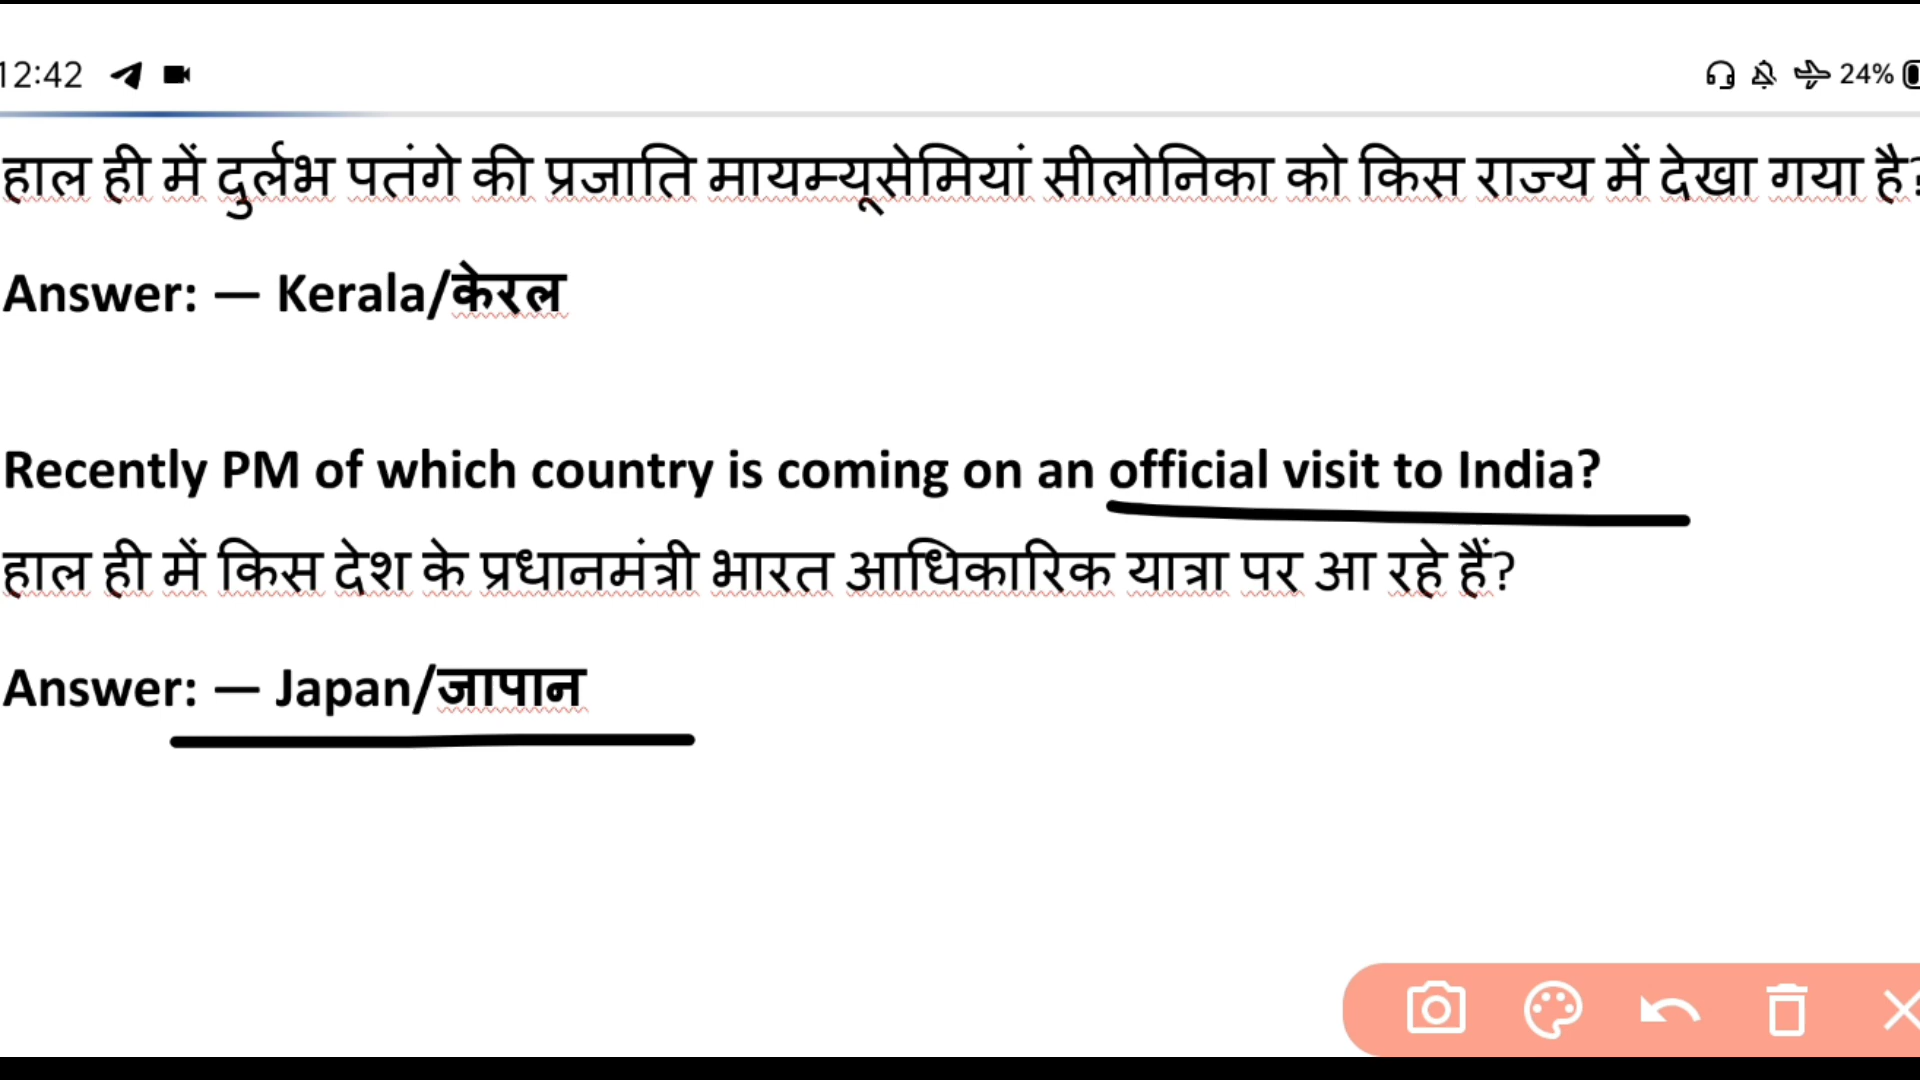 12:42
24%
हाल ही में दुर्लभ पतंगे की प्रजाति मायम्यूसेमियां सीलोनिका को किस राज्य में देखा गया है?
Answer: — Kerala/केरल
Recently PM of which country is coming on an official visit to India?
हाल ही में किस देश के प्रधानमंत्री भारत आधिकारिक यात्रा पर आ रहे हैं?
Answer: — Japan/जापान